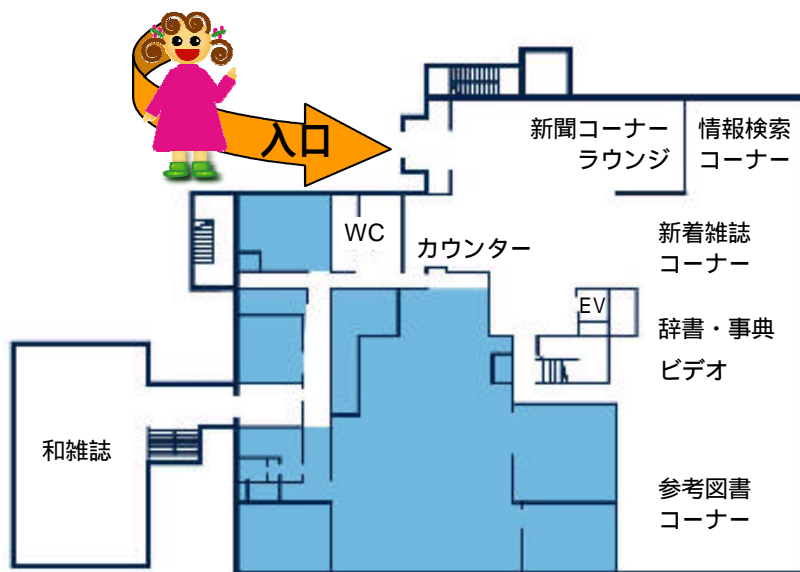 入口
新聞コーナー
ラウンジ
情報検索
コーナー
WC
カウンター
新着雑誌
コーナー
EV
辞書・事典
ビデオ
和雑誌
参考図書
コーナー